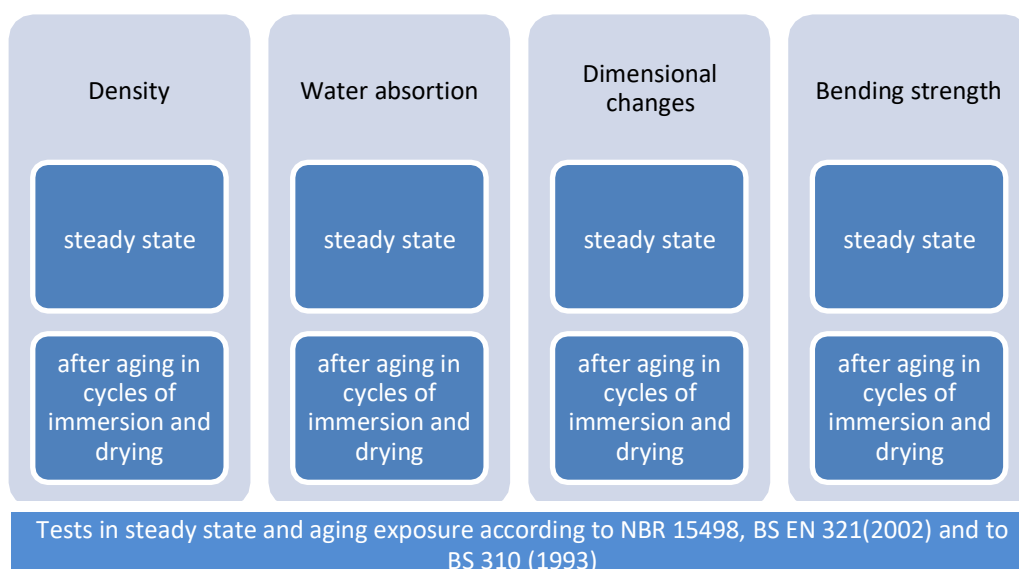 Density
steady state
after aging in
cycles of
immersion and
drying
Water absortion
steady state
after aging in
cycles of
immersion and
drying
Dimensional
changes
steady state
after aging in
cycles of
immersion and
drying
Bending strength
steady state
after aging in
cycles of
immersion and
drying
Tests in steady state and aging exposure according to NBR 15498, BS EN 321(2002) and to
BS 310 (1993)